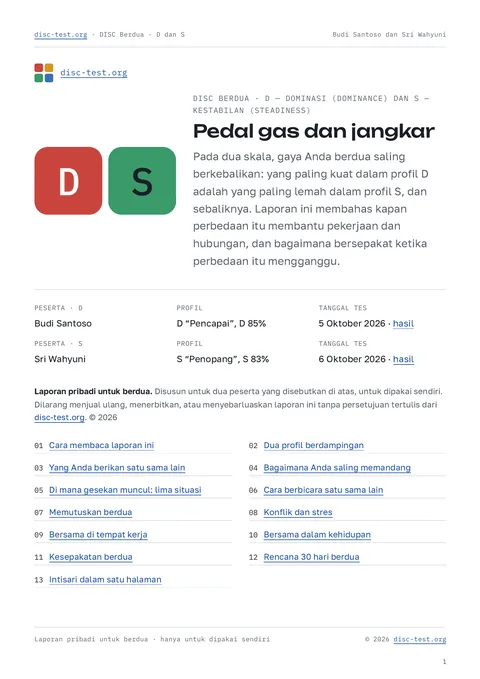 disc-test.org · DISC Berdua · D dan S
Budi Santoso dan Sri Wahyuni
disc-test.org
DISC BERDUA · D — DOMINASI (DOMINANCE) DAN S —
KESTABILAN (STEADINESS)
Pedal gas dan jangkar
D
S
Pada dua skala, gaya Anda berdua saling
berkebalikan: yang paling kuat dalam profil D
adalah yang paling lemah dalam profil S, dan
sebaliknya. Laporan ini membahas kapan
perbedaan itu membantu pekerjaan dan
hubungan, dan bagaimana bersepakat ketika
perbedaan itu mengganggu.
PESERTA · D
PROFIL
TANGGAL TES
Budi Santoso
D “Pencapai”, D 85%
5 Oktober 2026 · hasil
PESERTA · S
PROFIL
TANGGAL TES
Sri Wahyuni
S “Penopang”, S 83%
6 Oktober 2026 · hasil
Laporan pribadi untuk berdua. Disusun untuk dua peserta yang disebutkan di atas, untuk dipakai sendiri.
Dilarang menjual ulang, menerbitkan, atau menyebarluaskan laporan ini tanpa persetujuan tertulis dari
disc-test.org. © 2026
01 Cara membaca laporan ini
02 Dua profil berdampingan
03 Yang Anda berikan satu sama lain
04 Bagaimana Anda saling memandang
05 Di mana gesekan muncul: lima situasi
06 Cara berbicara satu sama lain
07 Memutuskan berdua
08 Konflik dan stres
09 Bersama di tempat kerja
10 Bersama dalam kehidupan
11 Kesepakatan berdua
12 Rencana 30 hari berdua
13 Intisari dalam satu halaman
Laporan pribadi untuk berdua · hanya untuk dipakai sendiri
© 2026 disc-test.org
1